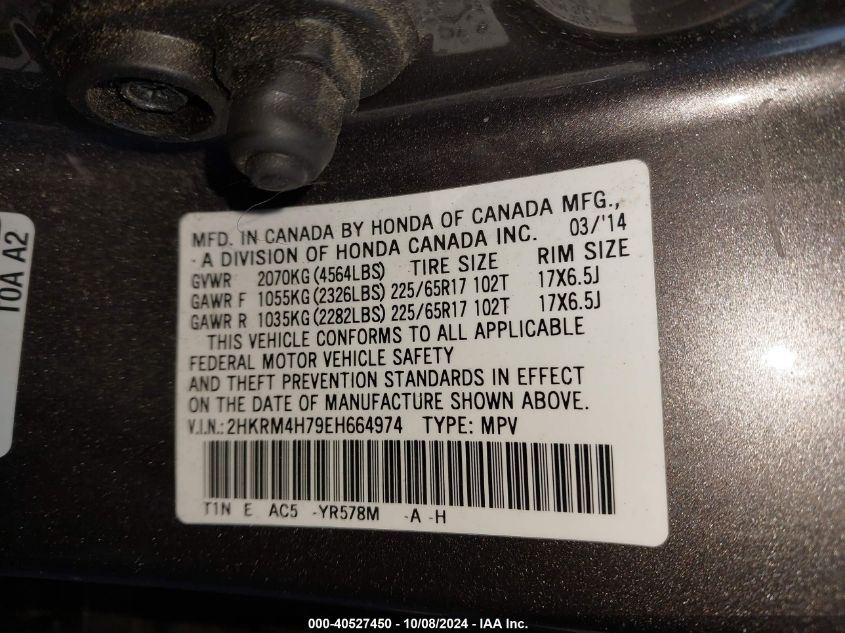 MFD. IN CANADA BY HONDA OF CANADA MFG.,
A DIVISION OF HONDA CANADA INC. 03/'14
GVWR 2070KG (4564LBS) TIRE SIZE RIM SIZE
GAWR F 1055KG (2326LBS) 225/65R17 102T 17X6.5J
GAWR R 1035KG (2282LBS) 225/65R17 102T 17X6.5J
THIS VEHICLE CONFORMS TO ALL APPLICABLE
FEDERAL MOTOR VEHICLE SAFETY
AND THEFT PREVENTION STANDARDS IN EFFECT
ON THE DATE OF MANUFACTURE SHOWN ABOVE.
V.I.N.: 2HKRM4H79EH664974 TYPE: MPV
T1N E AC5 -YR578M -A -H
T0A A2
000-40527450 - 10/08/2024 - IAA Inc.